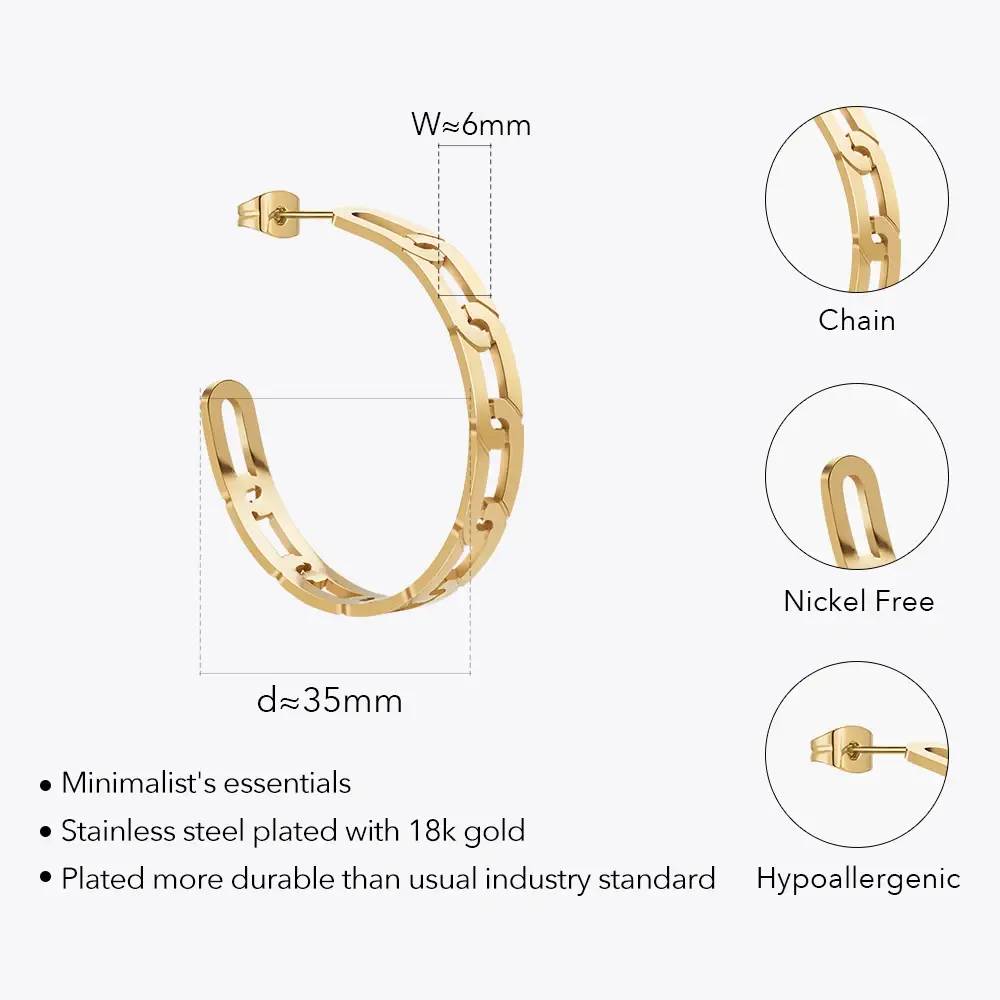 W≈6mm
Chain
Nickel Free
d≈35mm
• Minimalist's essentials
• Stainless steel plated with 18k gold
• Plated more durable than usual industry standard
Hypoallergenic